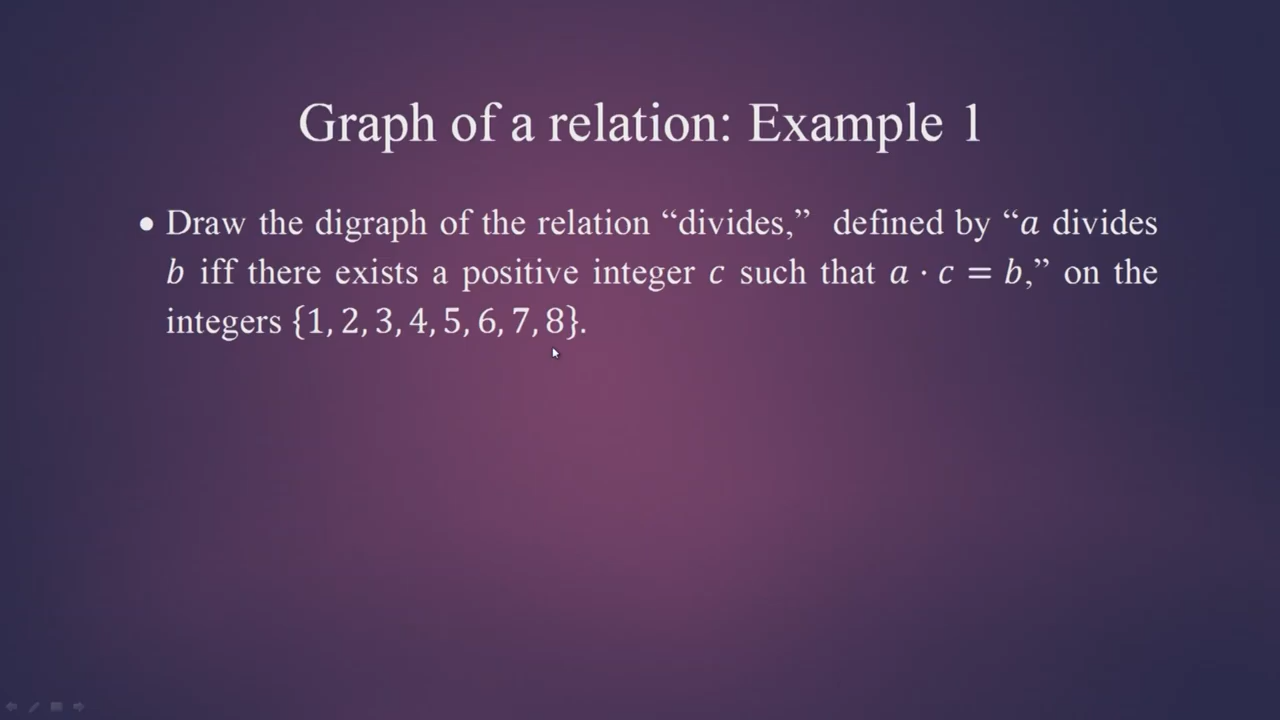 Graph of a relation: Example 1
• Draw the digraph of the relation “divides,” defined by “a divides
b iff there exists a positive integer c such that a · c = b,” on the
integers {1, 2, 3, 4, 5, 6, 7, 8}.